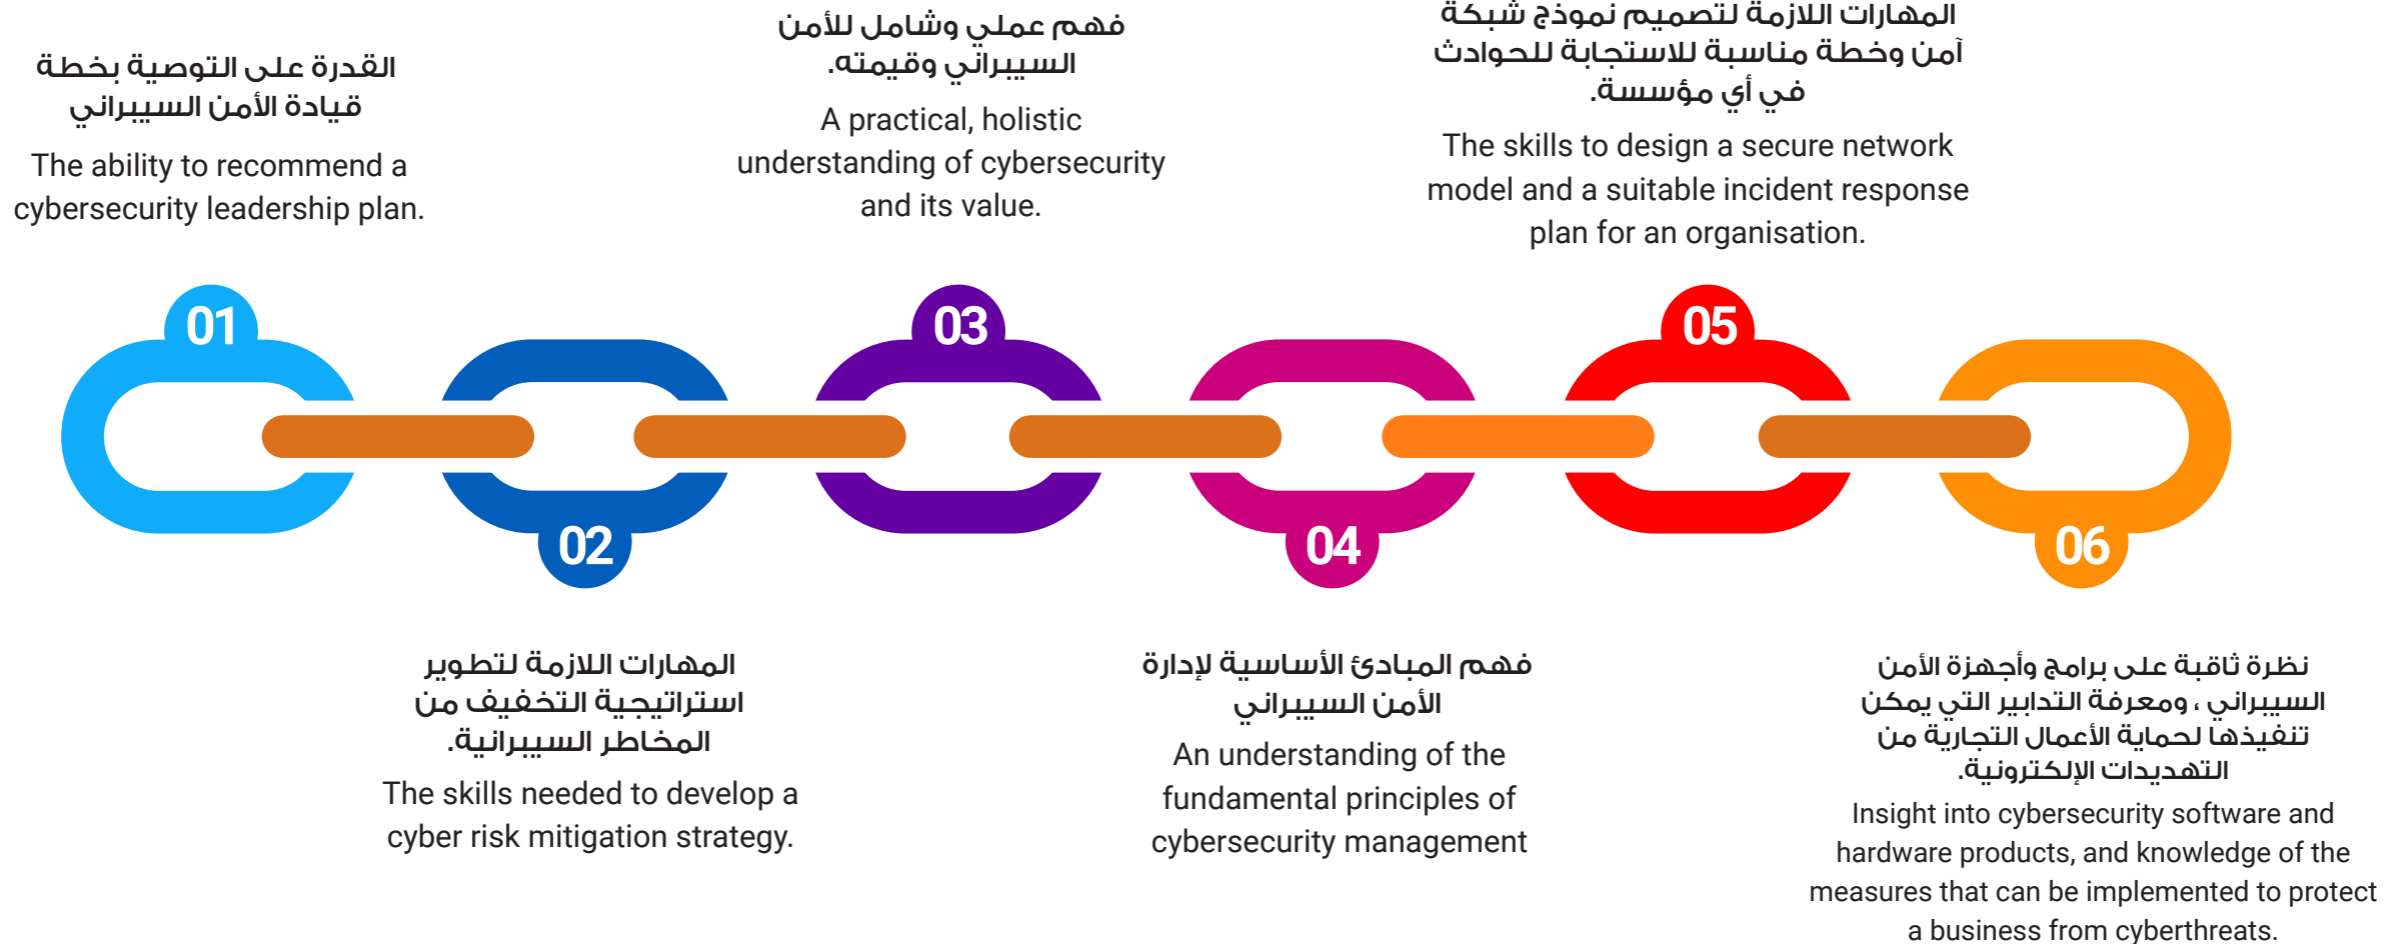 القدرة على التوصية بخطة
قيادة الأمن السيبراني
The ability to recommend a
cybersecurity leadership plan.
01
المهارات اللازمة لتطوير
استراتيجية التخفيف من
المخاطر السيبرانية.
The skills needed to develop a
cyber risk mitigation strategy.
02
فهم عملي وشامل للأمن
السيبراني وقيمته.
A practical, holistic
understanding of cybersecurity
and its value.
03
فهم المبادئ الأساسية لإدارة
الأمن السيبراني
An understanding of the
fundamental principles of
cybersecurity management
04
المهارات اللازمة لتصميم نموذج شبكة
آمن وخطة مناسبة للاستجابة للحوادث
في أي مؤسسة.
The skills to design a secure network
model and a suitable incident response
plan for an organisation.
05
نظرة ثاقبة على برامج وأجهزة الأمن
السيبراني ، ومعرفة التدابير التي يمكن
تنفيذها لحماية الأعمال التجارية من
التهديدات الإلكترونية.
Insight into cybersecurity software and
hardware products, and knowledge of the
measures that can be implemented to protect
a business from cyberthreats.
06